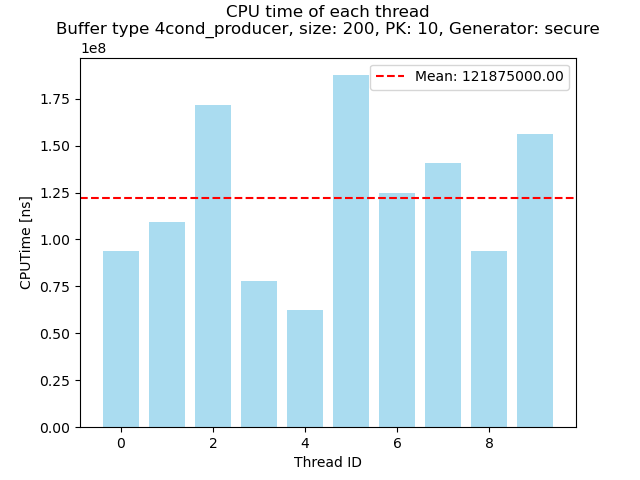 CPU time of each thread
Buffer type 4cond_producer, size: 200, PK: 10, Generator: secure
1e8
Mean: 121875000.00
1.75
1.50
1.25
1.00
0.75
0.50
0.25
0.00
CPUTime [ns]
0 2 4 6 8
Thread ID